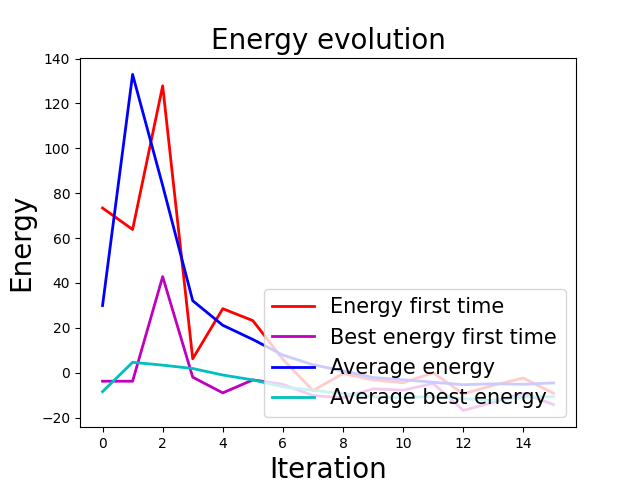 Energy evolution
140
120
100
80
60
40
20
0
−20
Energy
Energy first time
Best energy first time
Average energy
Average best energy
0 2 4 6 8 10 12 14
Iteration